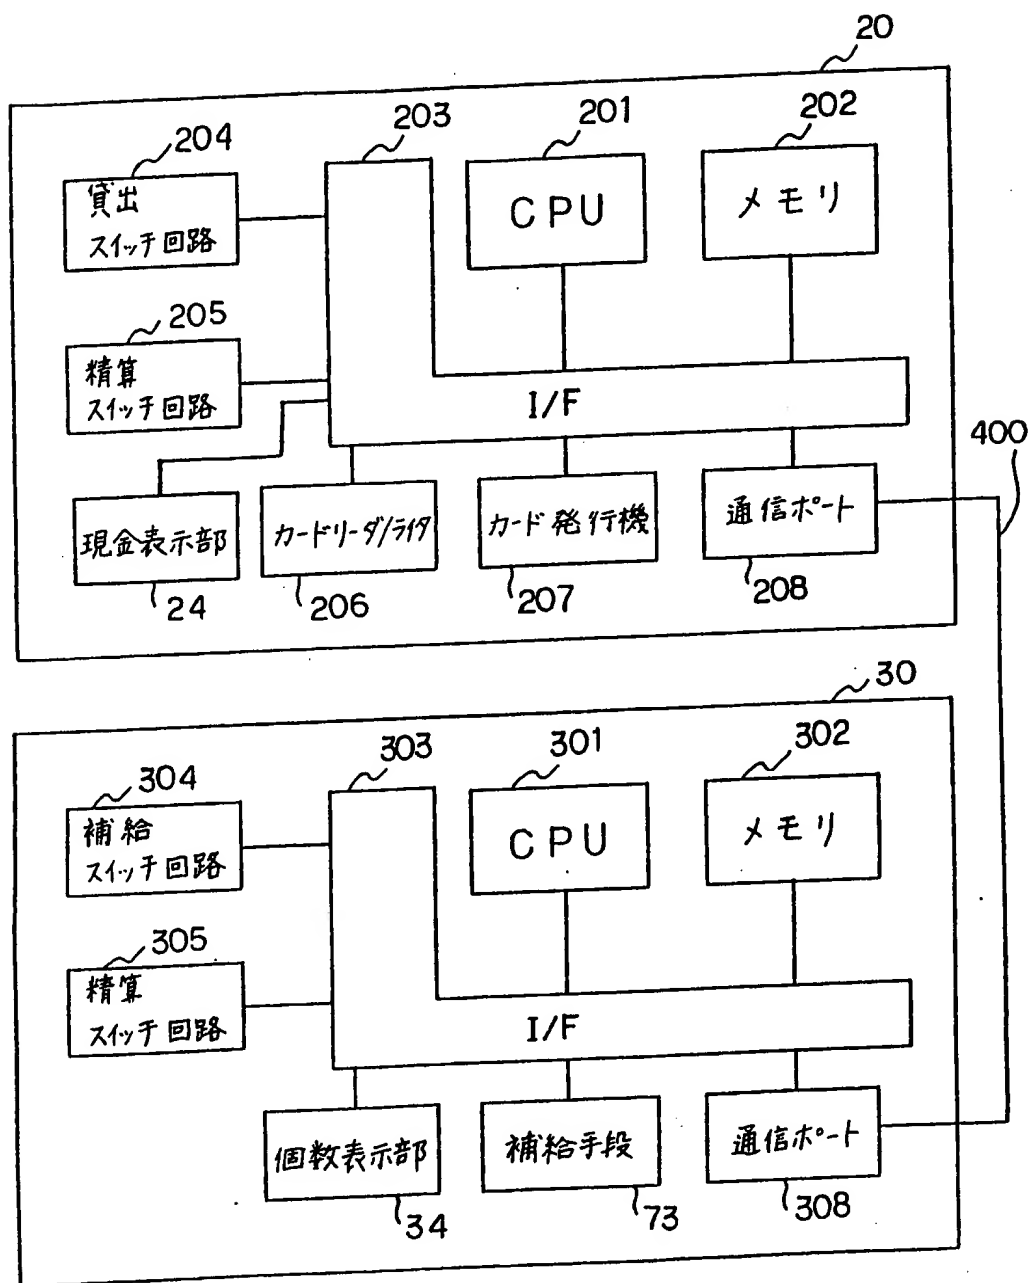 20
204
203
201
202
貸出
スイッチ回路
CPU
メモリ
205
精算
スイッチ回路
I/F
400
現金表示部
カードリーダ/ライタ
カード発行機
通信ポート
24
206
207
208
30
304
303
301
302
補給
スイッチ回路
CPU
メモリ
305
精算
スイッチ回路
I/F
個数表示部
補給手段
通信ポート
34
73
308